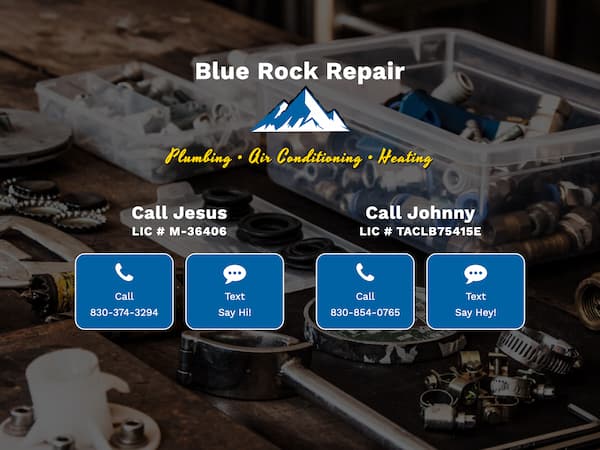 Blue Rock Repair
Plumbing • Air Conditioning • Heating
Call Jesus
LIC # M-36406
Call Johnny
LIC # TACLB75415E
Call
830-374-3294
Text
Say Hi!
Call
830-854-0765
Text
Say Hey!